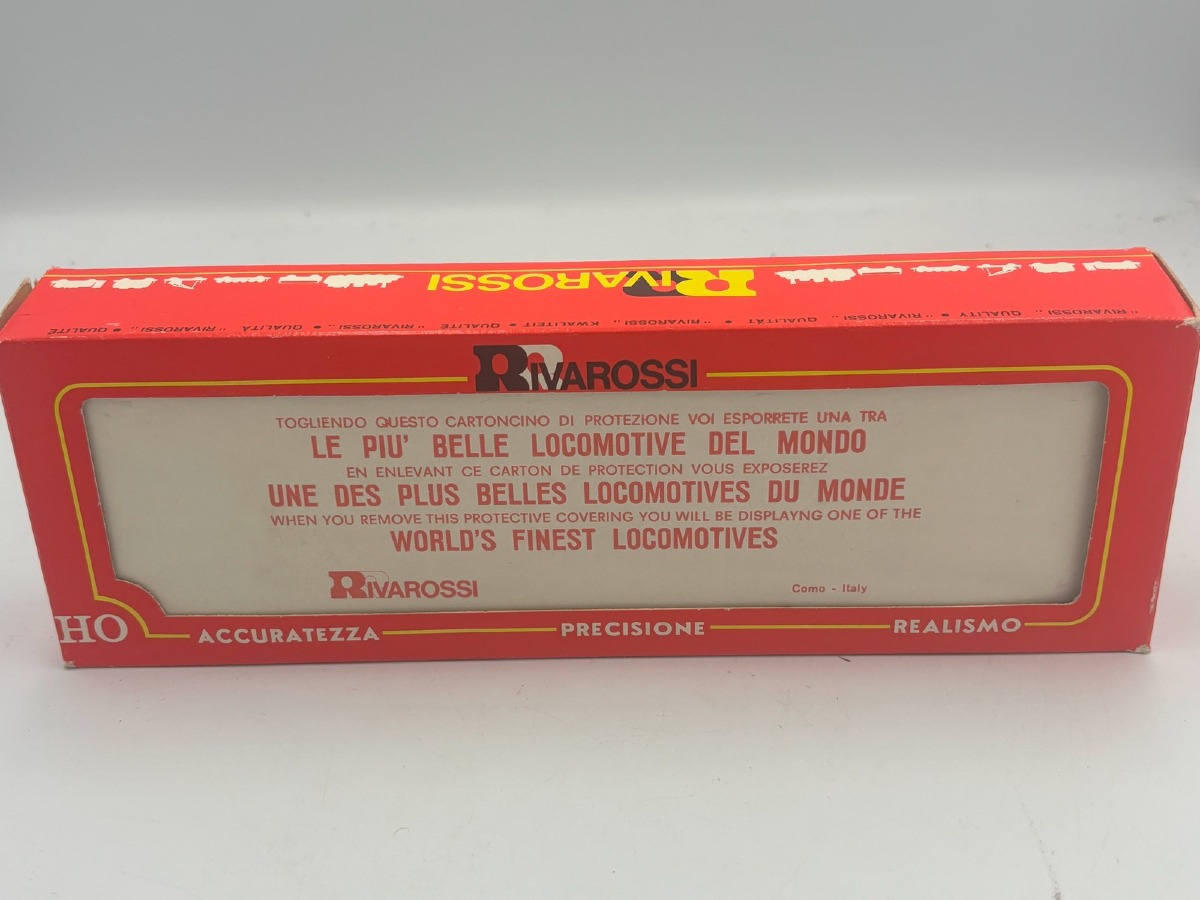 RIVAROSSI
" RIVAROSSI „ QUALITY • " RIVAROSSI „ QUALITÄT • " RIVAROSSI „ KWALITEIT • QUALITE " RIVAROSSI „ • QUALITÀ " RIVAROSSI „ • QUALITE
RIVAROSSI
TOGLIENDO QUESTO CARTONCINO DI PROTEZIONE VOI ESPORRETE UNA TRA
LE PIU' BELLE LOCOMOTIVE DEL MONDO
EN ENLEVANT CE CARTON DE PROTECTION VOUS EXPOSEREZ
UNE DES PLUS BELLES LOCOMOTIVES DU MONDE
WHEN YOU REMOVE THIS PROTECTIVE COVERING YOU WILL BE DISPLAYNG ONE OF THE
WORLD'S FINEST LOCOMOTIVES
RIVAROSSI Como - Italy
HO ACCURATEZZA PRECISIONE REALISMO